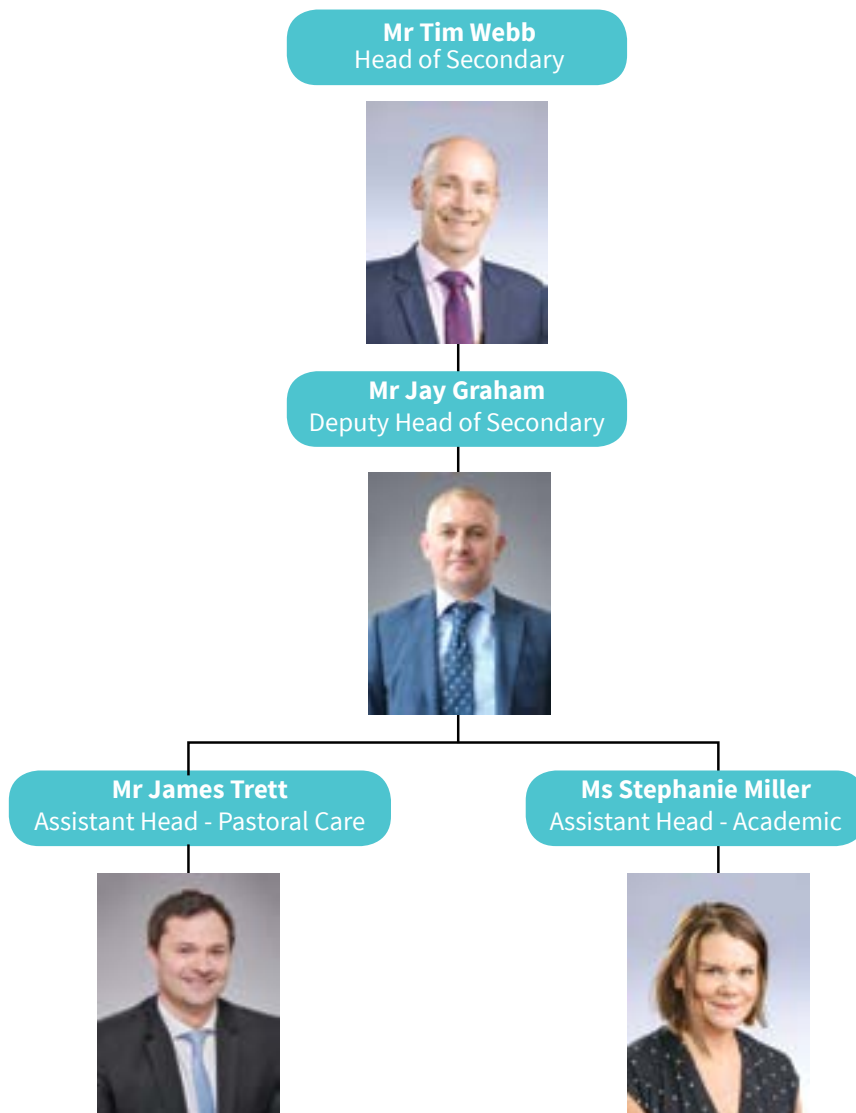 Mr Tim Webb
Head of Secondary
Mr Jay Graham
Deputy Head of Secondary
Mr James Trett
Assistant Head - Pastoral Care
Ms Stephanie Miller
Assistant Head - Academic